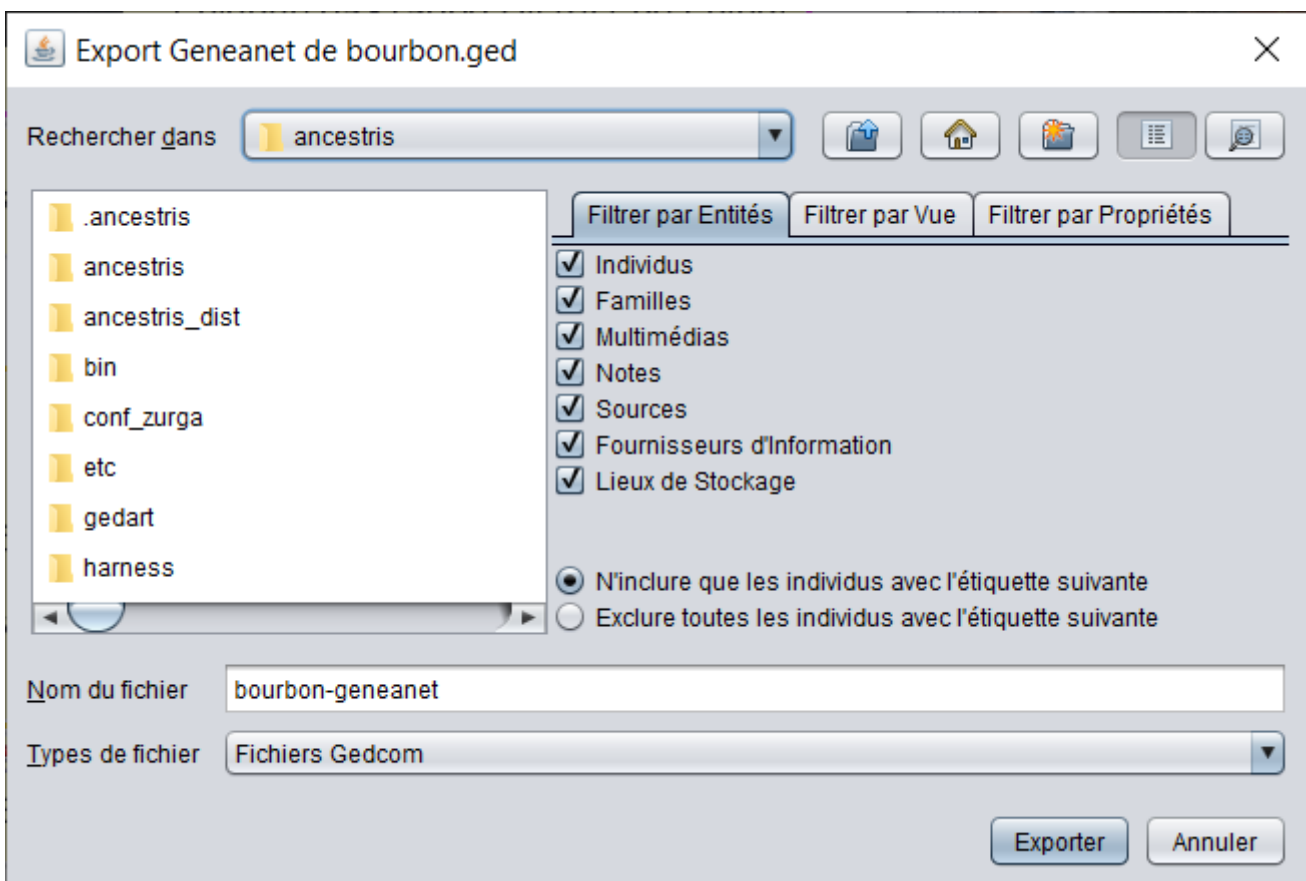 Export Geneanet de bourbon.ged
Rechercher dans
ancestris
.ancestris
ancestris
ancestris_dist
bin
conf_zurga
etc
gedart
harness
Filtrer par Entités
Filtrer par Vue
Filtrer par Propriétés
Individus
Familles
Multimédias
Notes
Sources
Fournisseurs d'Information
Lieux de Stockage
N'inclure que les individus avec l'étiquette suivante
Exclure toutes les individus avec l'étiquette suivante
Nom du fichier
bourbon-geneanet
Types de fichier
Fichiers Gedcom
Exporter
Annuler